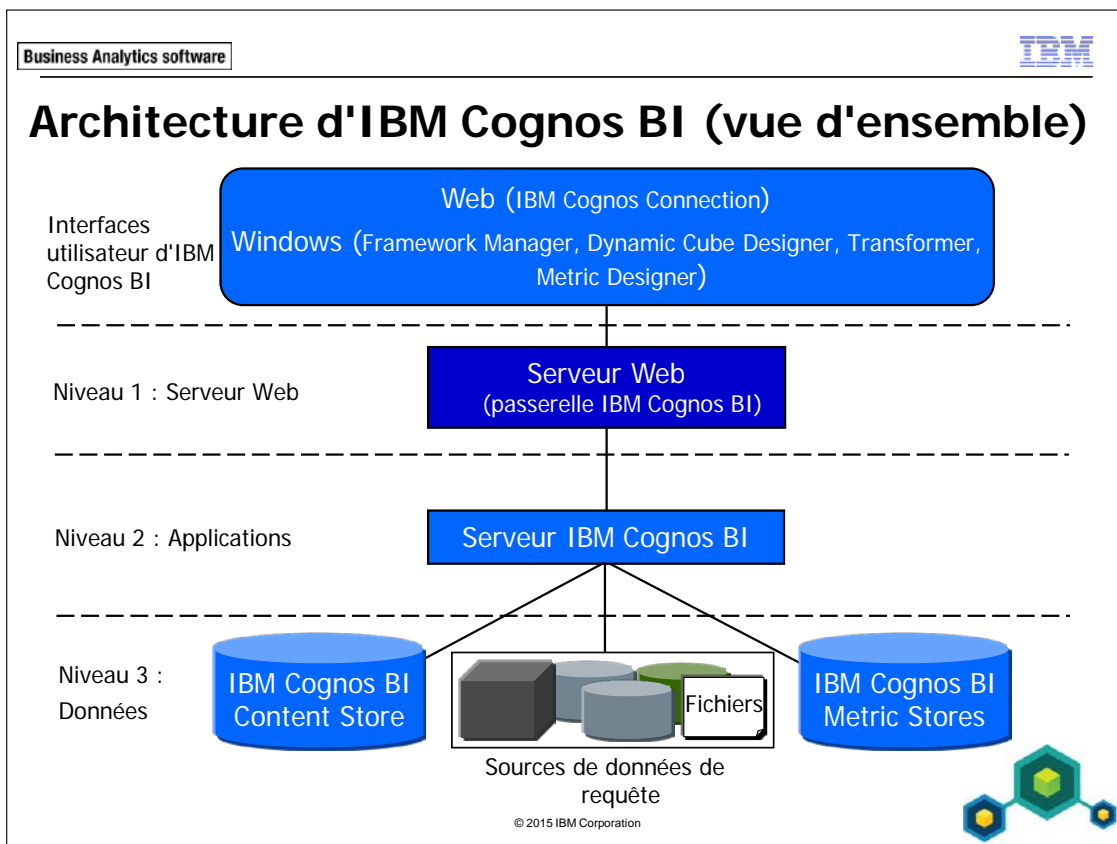 Business Analytics software
IBM
Architecture d'IBM Cognos BI (vue d'ensemble)
Interfaces
utilisateur d'IBM
Cognos BI
Web (IBM Cognos Connection)
Windows (Framework Manager, Dynamic Cube Designer, Transformer,
Metric Designer)
Niveau 1 : Serveur Web
Serveur Web
(passerelle IBM Cognos BI)
Niveau 2 : Applications
Serveur IBM Cognos BI
Niveau 3 :
Données
IBM Cognos BI
Content Store
Fichiers
IBM Cognos BI
Metric Stores
Sources de données de
requête
© 2015 IBM Corporation